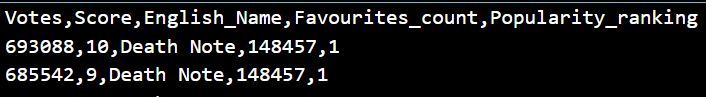 Votes,Score,English_Name,Favourites_count,Popularity_ranking
693088,10,Death Note,148457,1
685542,9,Death Note,148457,1